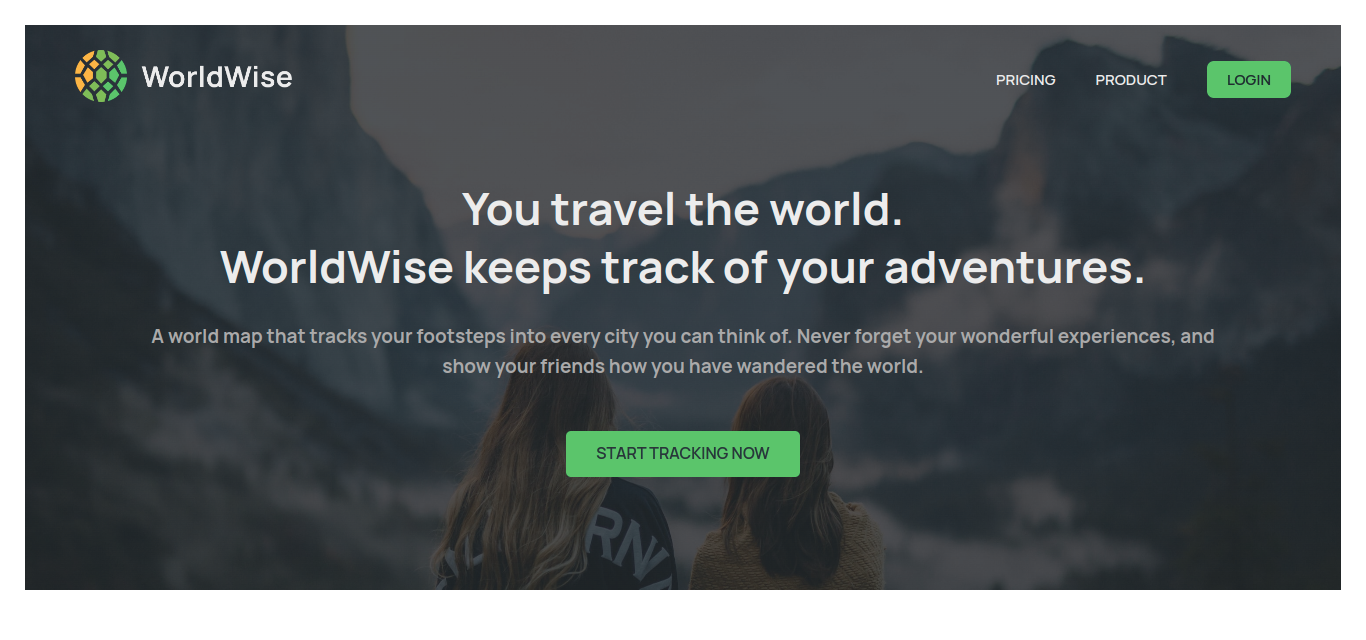 WorldWise
PRICING
PRODUCT
LOGIN
You travel the world.
WorldWise keeps track of your adventures.
A world map that tracks your footsteps into every city you can think of. Never forget your wonderful experiences, and
show your friends how you have wandered the world.
START TRACKING NOW